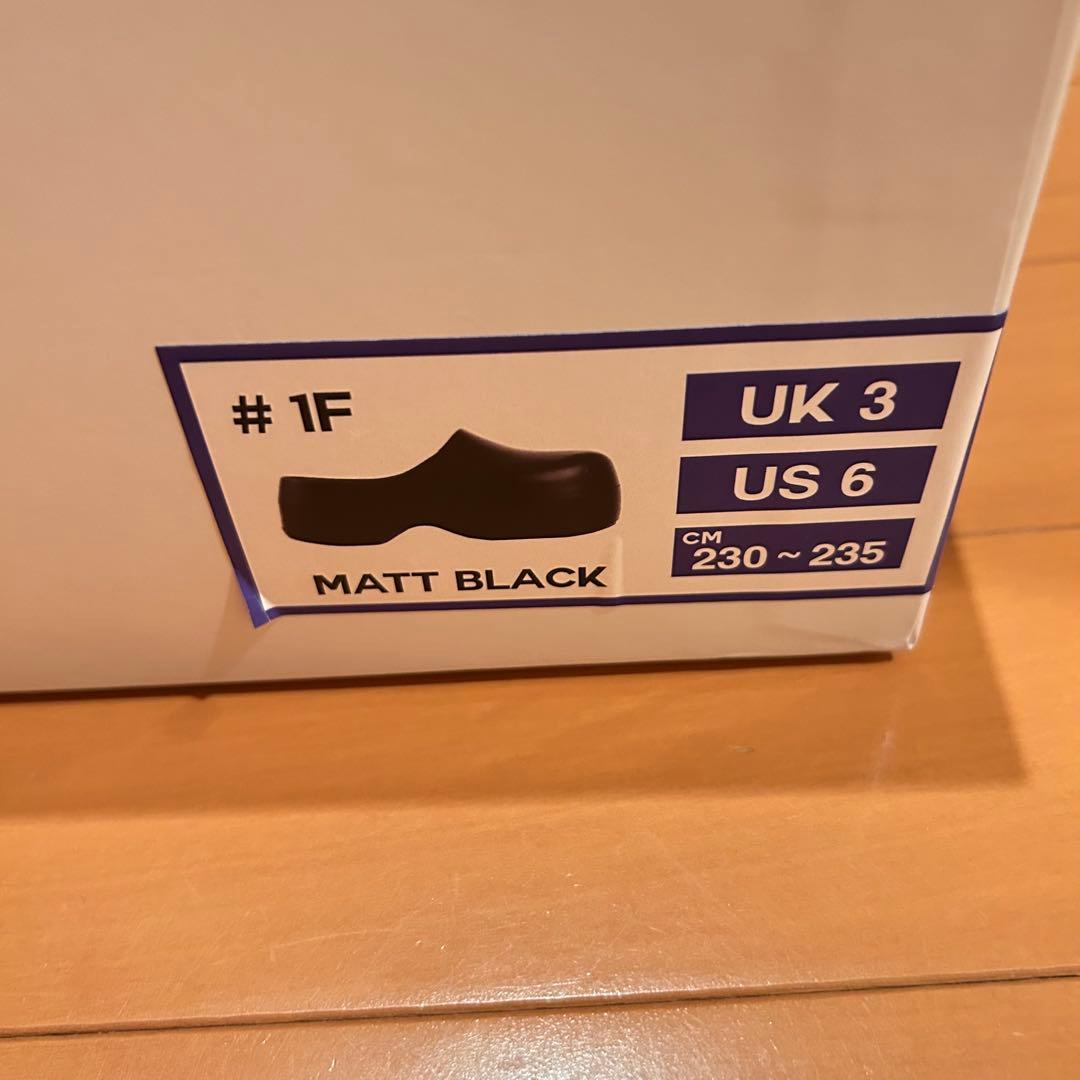 # 1F
MATT BLACK
UK 3
US 6
CM
230 ~ 235